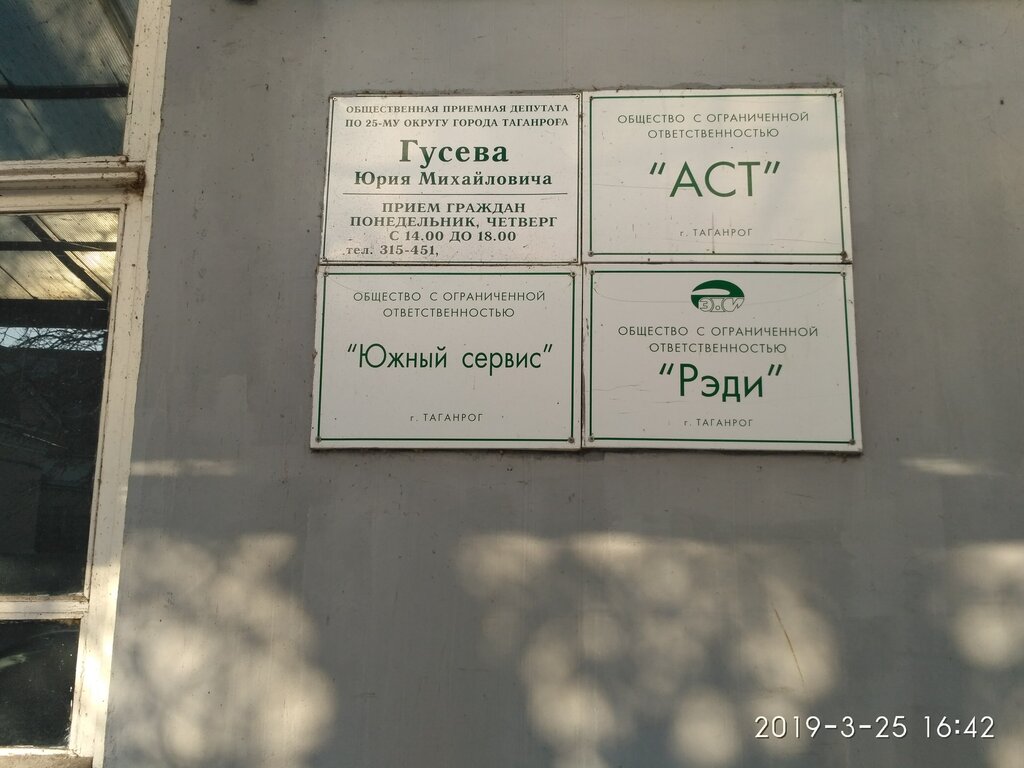 ОБЩЕСТВЕННАЯ ПРИЕМНАЯ ДЕПУТАТА
ПО 25-МУ ОКРУГУ ГОРОДА ТАГАНРОГА
Гусева
Юрия Михайловича
ПРИЕМ ГРАЖДАН
ПОНЕДЕЛЬНИК, ЧЕТВЕРГ
С 14.00 ДО 18.00
тел. 315-451,
ОБЩЕСТВО С ОГРАНИЧЕННОЙ
ОТВЕТСТВЕННОСТЬЮ
"АСТ"
г. ТАГАНРОГ
ОБЩЕСТВО С ОГРАНИЧЕННОЙ
ОТВЕТСТВЕННОСТЬЮ
"Южный сервис"
г. ТАГАНРОГ
ОБЩЕСТВО С ОГРАНИЧЕННОЙ
ОТВЕТСТВЕННОСТЬЮ
"Рэди"
г. ТАГАНРОГ
2019-3-25 16:42